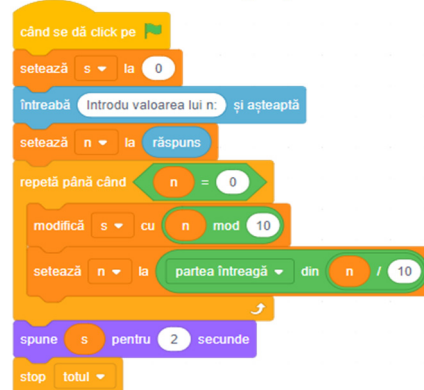 când se dă click pe
setează s la 0
întreabă Introdu valoarea lui n: și așteaptă
setează n la răspuns
repetă până când n = 0
modifică s cu n mod 10
setează n la partea întreagă din n / 10
spune s pentru 2 secunde
stop totul